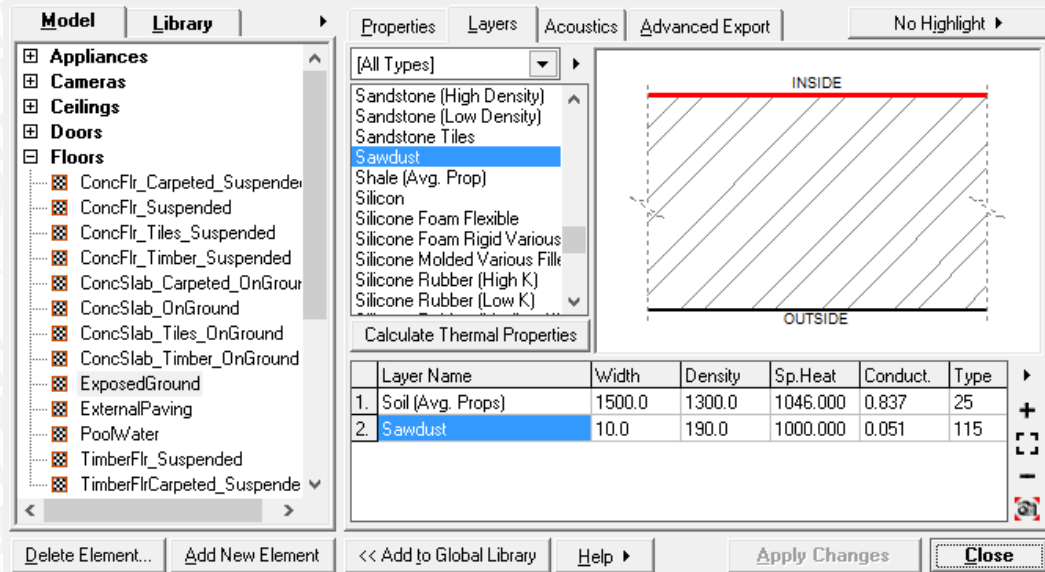 Model Library
Appliances
Cameras
Ceilings
Doors
Floors
ConcFlr_Carpeted_Suspended
ConcFlr_Suspended
ConcFlr_Tiles_Suspended
ConcFlr_Timber_Suspended
ConcSlab_Carpeted_OnGroun
ConcSlab_OnGround
ConcSlab_Tiles_OnGround
ConcSlab_Timber_OnGround
ExposedGround
ExternalPaving
PoolWater
TimberFlr_Suspended
TimberFlrCarpeted_Suspende
Delete Element... Add New Element
Properties Layers Acoustics Advanced Export No Highlight
[All Types]
Sandstone (High Density)
Sandstone (Low Density)
Sandstone Tiles
Sawdust
Shale (Avg. Prop)
Silicon
Silicone Foam Flexible
Silicone Foam Rigid Various
Silicone Molded Various Fille
Silicone Rubber (High K)
Silicone Rubber (Low K)
Calculate Thermal Properties
INSIDE
OUTSIDE
Layer Name Width Density Sp.Heat Conduct. Type
1. Soil (Avg. Props) 1500.0 1300.0 1046.000 0.837 25
2. Sawdust 10.0 190.0 1000.000 0.051 115
<< Add to Global Library Help Apply Changes Close